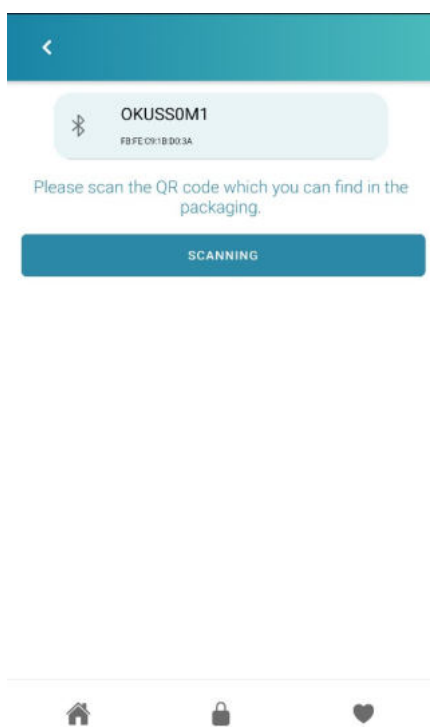 OKUSS0M1
FB:FE:C9:1B:D0:3A
Please scan the QR code which you can find in the
packaging.
SCANNING